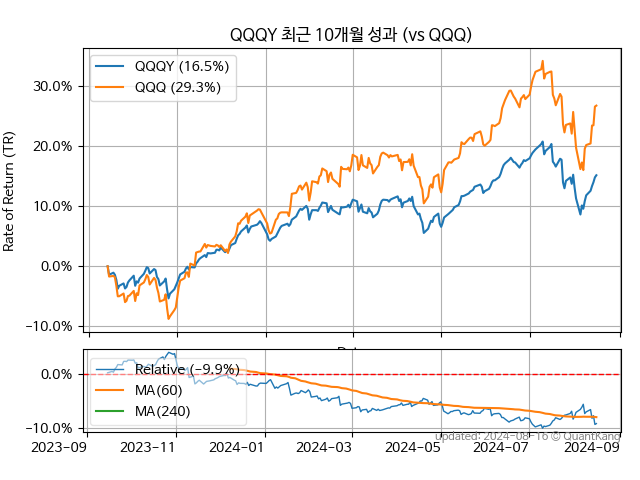 QQQY 최근 10개월 성과 (vs QQQ)
Rate of Return (TR)
30.0%
20.0%
10.0%
0.0%
−10.0%
QQQY (16.5%)
QQQ (29.3%)
0.0%
−10.0%
Relative (−9.9%)
MA(60)
MA(240)
updated: 2024-08-16 © QuantKang
2023-09
2023-11
2024-01
2024-03
2024-05
2024-07
2024-09